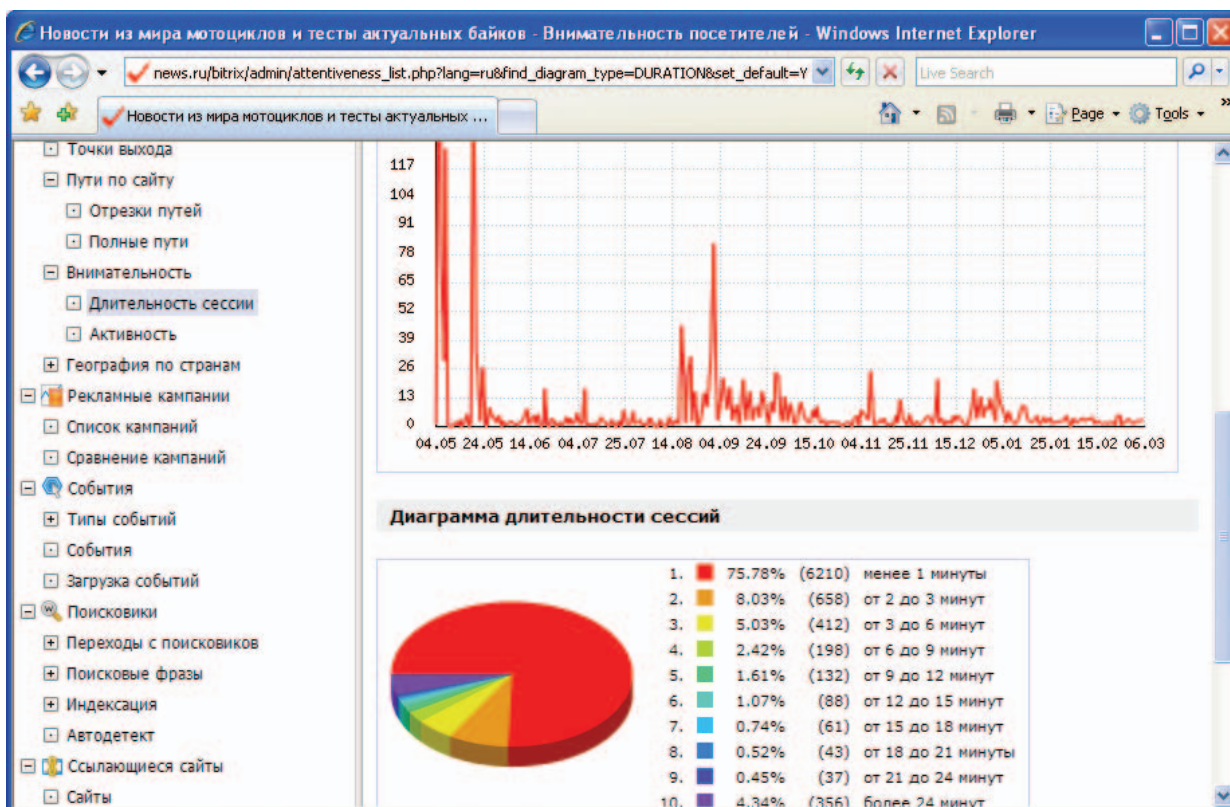 Новости из мира мотоциклов и тесты актуальных байков - Внимательность посетителей - Windows Internet Explorer
news.ru/bitrix/admin/attentiveness_list.php?lang=ru&find_diagram_type=DURATION&set_default=Y
Live Search
Новости из мира мотоциклов и тесты актуальных ...
Page
Tools
Точки выхода
Пути по сайту
Отрезки путей
Полные пути
Внимательность
Длительность сессии
Активность
География по странам
Рекламные кампании
Список кампаний
Сравнение кампаний
События
Типы событий
События
Загрузка событий
Поисковики
Переходы с поисковиков
Поисковые фразы
Индексация
Автодетект
Ссылающиеся сайты
Сайты
117
104
91
78
65
52
39
26
13
0
04.05 24.05 14.06 04.07 25.07 14.08 04.09 24.09 15.10 04.11 25.11 15.12 05.01 25.01 15.02 06.03
Диаграмма длительности сессий
1. 75.78% (6210) менее 1 минуты
2. 8.03% (658) от 2 до 3 минут
3. 5.03% (412) от 3 до 6 минут
4. 2.42% (198) от 6 до 9 минут
5. 1.61% (132) от 9 до 12 минут
6. 1.07% (88) от 12 до 15 минут
7. 0.74% (61) от 15 до 18 минут
8. 0.52% (43) от 18 до 21 минуты
9. 0.45% (37) от 21 до 24 минут
10. 4.34% (356) более 24 минут